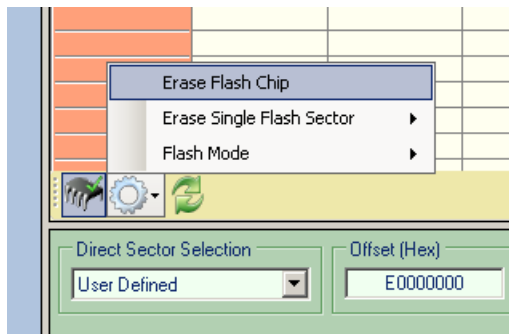 Erase Flash Chip
Erase Single Flash Sector
Flash Mode
Direct Sector Selection
Offset (Hex)
User Defined
E0000000